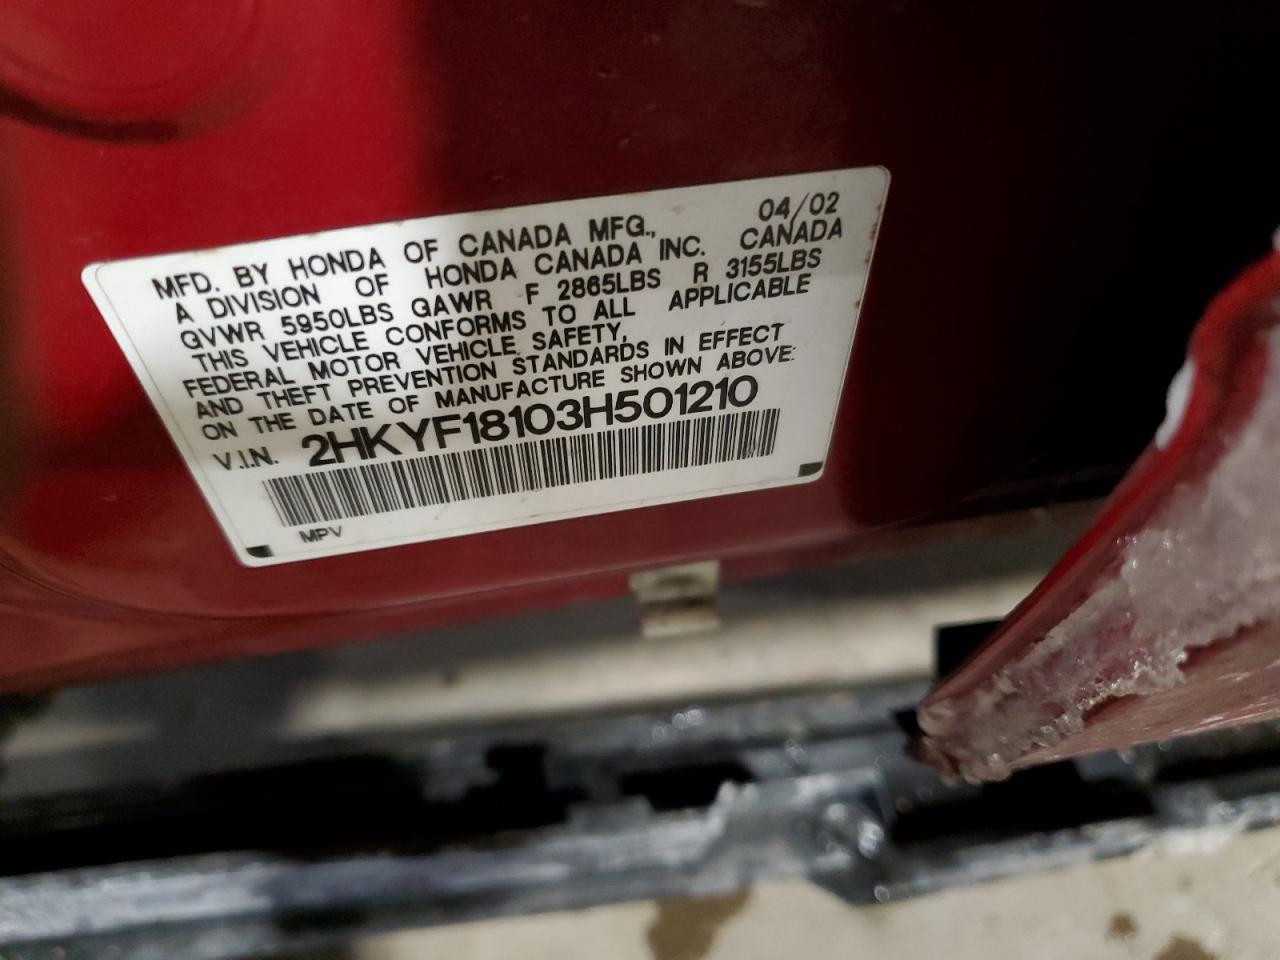 MFD. BY HONDA OF CANADA MFG., 04/02
A DIVISION OF HONDA CANADA INC. CANADA
GVWR 5950LBS GAWR F 2865LBS R 3155LBS
THIS VEHICLE CONFORMS TO ALL APPLICABLE
FEDERAL MOTOR VEHICLE SAFETY,
AND THEFT PREVENTION STANDARDS IN EFFECT
ON THE DATE OF MANUFACTURE SHOWN ABOVE:
V.I.N. 2HKYF18103H501210
MPV